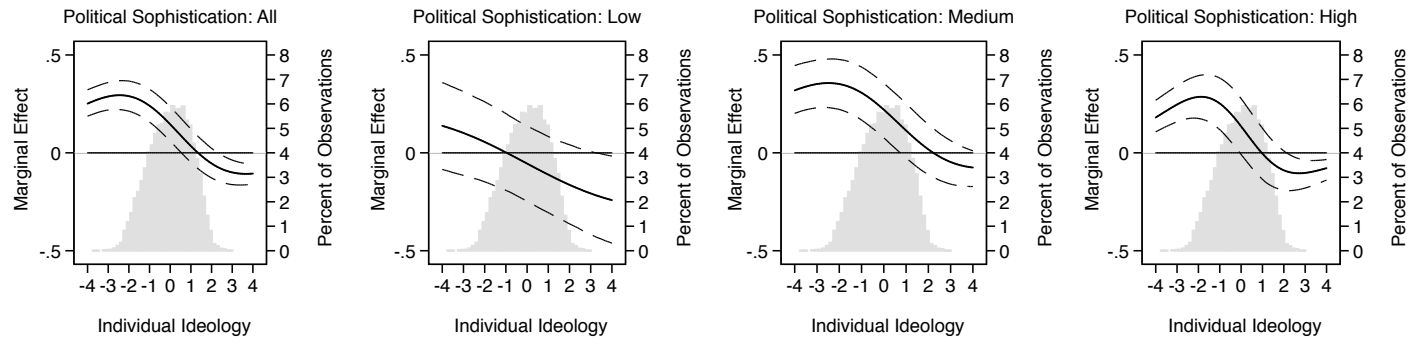 Political Sophistication: All
.5
0
-.5
Marginal Effect
8
7
6
5
4
3
2
1
0
Percent of Observations
-4 -3 -2 -1 0 1 2 3 4
Individual Ideology
Political Sophistication: Low
.5
0
-.5
Marginal Effect
8
7
6
5
4
3
2
1
0
Percent of Observations
-4 -3 -2 -1 0 1 2 3 4
Individual Ideology
Political Sophistication: Medium
.5
0
-.5
Marginal Effect
8
7
6
5
4
3
2
1
0
Percent of Observations
-4 -3 -2 -1 0 1 2 3 4
Individual Ideology
Political Sophistication: High
.5
0
-.5
Marginal Effect
8
7
6
5
4
3
2
1
0
Percent of Observations
-4 -3 -2 -1 0 1 2 3 4
Individual Ideology